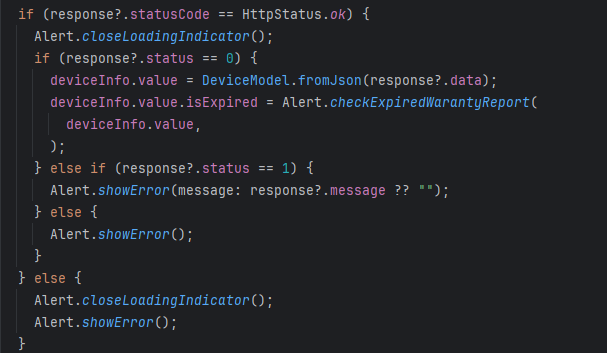 if (response?.statusCode == HttpStatus.ok) {
  Alert.closeLoadingIndicator();
  if (response?.status == 0) {
    deviceInfo.value = DeviceModel.fromJson(response?.data);
    deviceInfo.value.isExpired = Alert.checkExpiredWarantyReport(
      deviceInfo.value,
    );
  } else if (response?.status == 1) {
    Alert.showError(message: response?.message ?? "");
  } else {
    Alert.showError();
  }
} else {
  Alert.closeLoadingIndicator();
  Alert.showError();
}